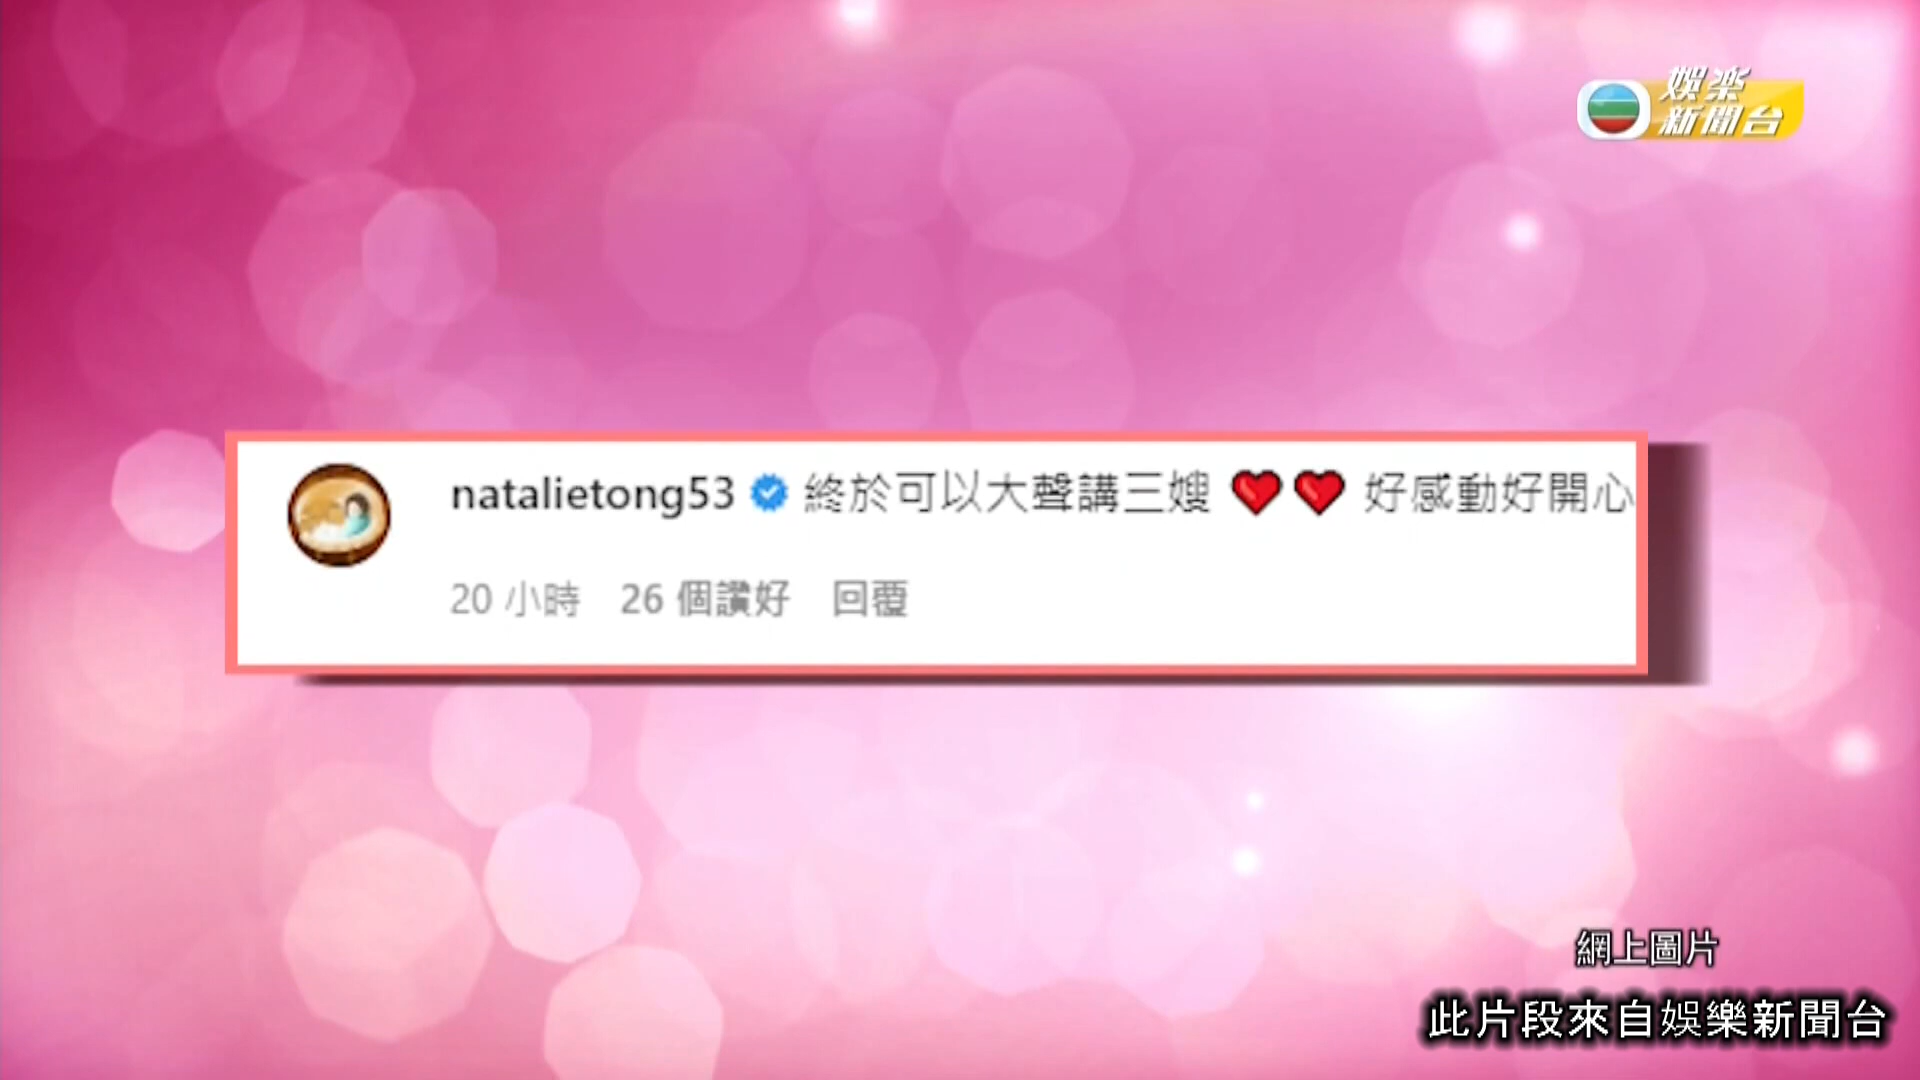 娛樂
新聞台
natalietong53 終於可以大聲講三嫂 ❤️❤️ 好感動好開心
20 小時 26 個讚好 回覆
網上圖片
此片段來自娛樂新聞台